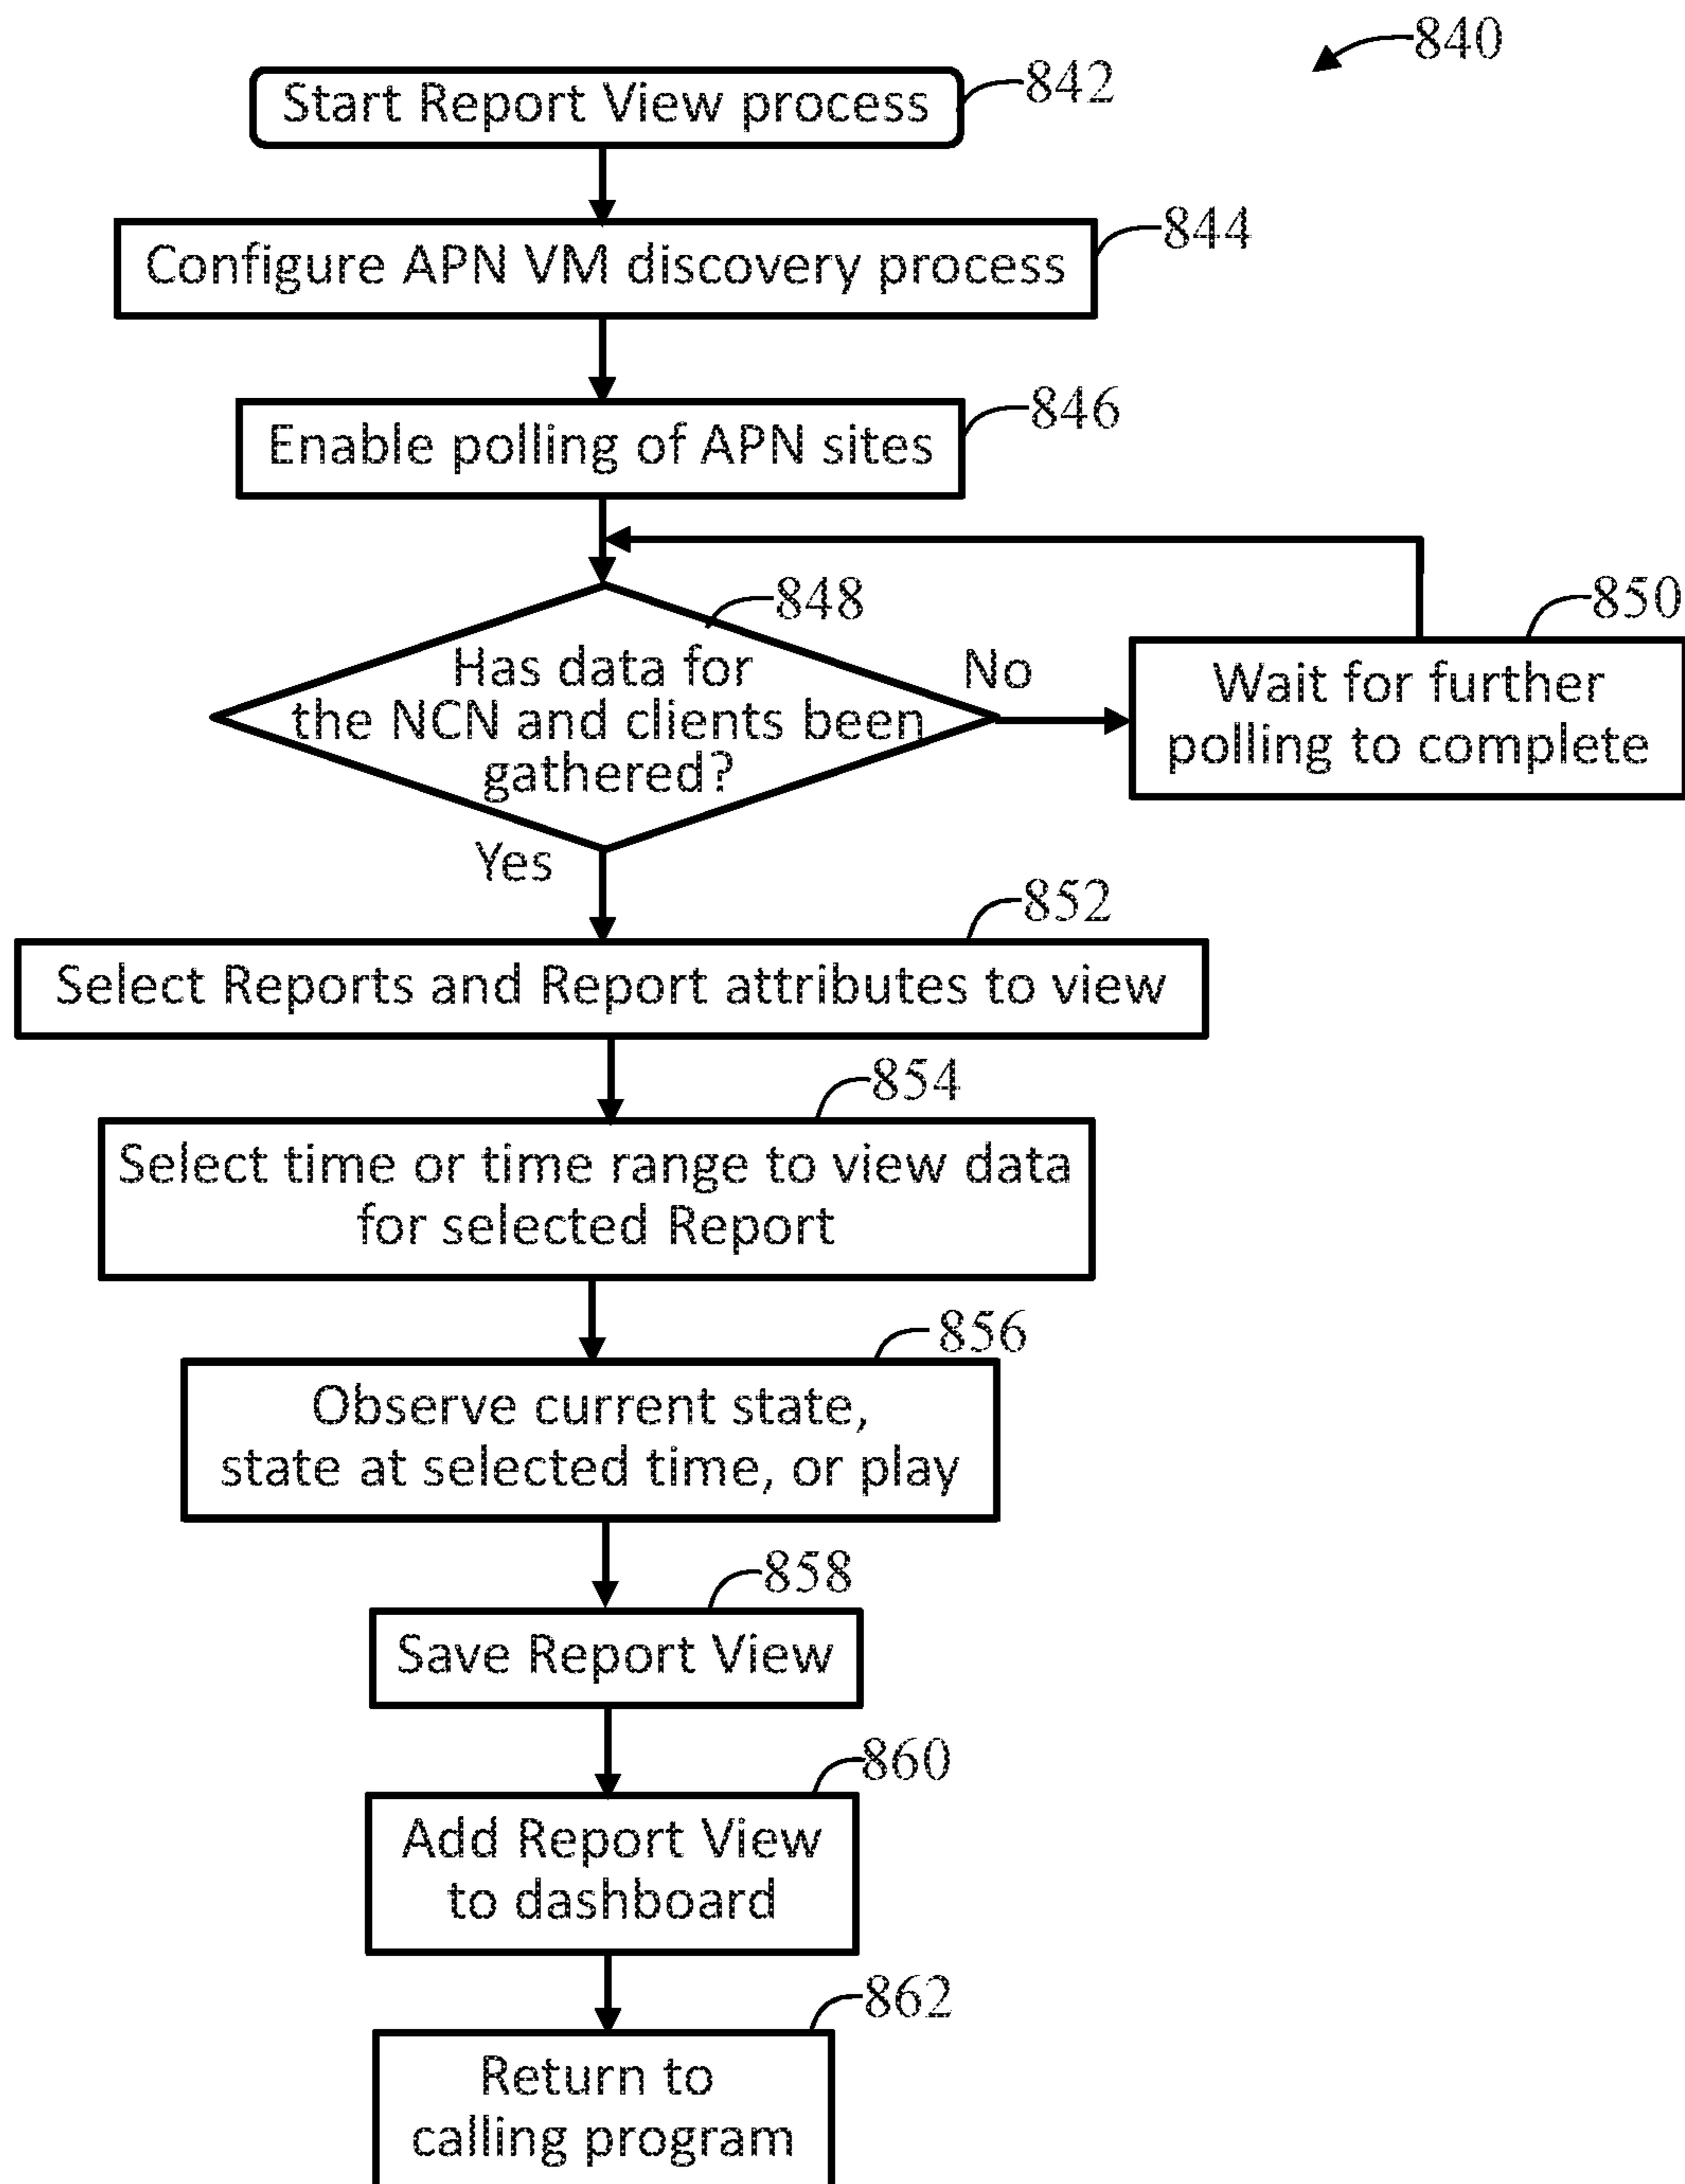 840
Start Report View process
842
Configure APN VM discovery process
844
Enable polling of APN sites
846
848
Has data for
the NCN and clients been
gathered?
No
850
Wait for further
polling to complete
Yes
852
Select Reports and Report attributes to view
854
Select time or time range to view data
for selected Report
856
Observe current state,
state at selected time, or play
858
Save Report View
860
Add Report View
to dashboard
862
Return to
calling program